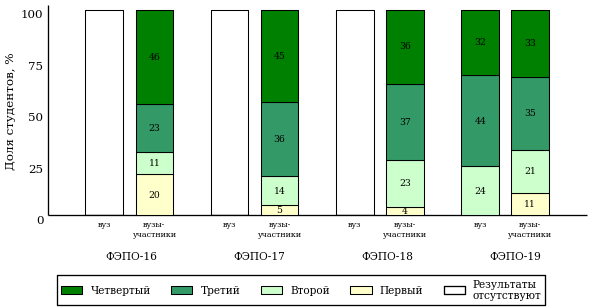 Доля студентов, %
100
75
50
25
0
46
23
11
20
45
36
14
5
36
37
23
4
32
44
24
33
35
21
11
вуз
вузы-
участники
вуз
вузы-
участники
вуз
вузы-
участники
вуз
вузы-
участники
ФЭПО-16
ФЭПО-17
ФЭПО-18
ФЭПО-19
Четвертый
Третий
Второй
Первый
Результаты
отсутствуют